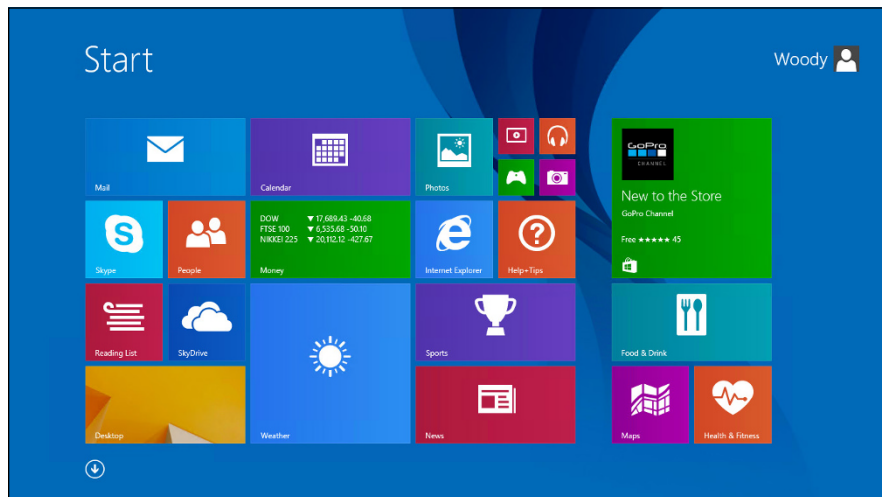 Start
Woody
Mail
Calendar
Photos
GoPro
CHANNEL
New to the Store
GoPro Channel
Free ★★★★★ 45
Skype
People
DOW ▼ 17,689.43 -40.68
FTSE 100 ▼ 6,535.68 -50.10
NIKKEI 225 ▼ 20,112.12 -427.67
Money
Internet Explorer
Help+Tips
Reading List
SkyDrive
Weather
Sports
Food & Drink
Desktop
News
Maps
Health & Fitness